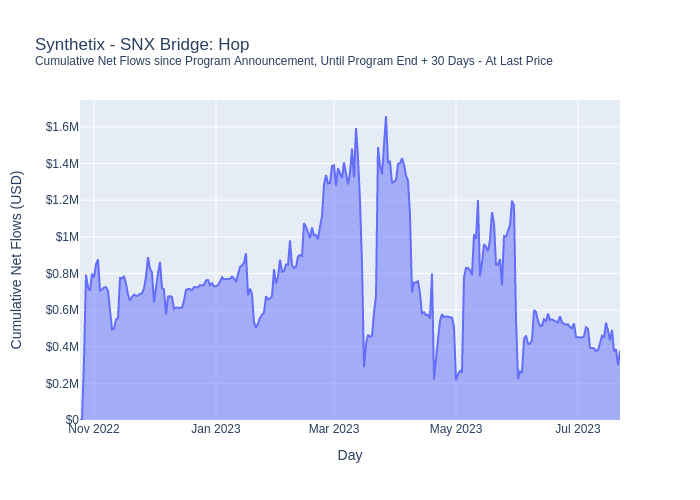 Synthetix - SNX Bridge: Hop
Cumulative Net Flows since Program Announcement, Until Program End + 30 Days - At Last Price
Cumulative Net Flows (USD)
$1.6M
$1.4M
$1.2M
$1M
$0.8M
$0.6M
$0.4M
$0.2M
$0
Nov 2022
Jan 2023
Mar 2023
May 2023
Jul 2023
Day